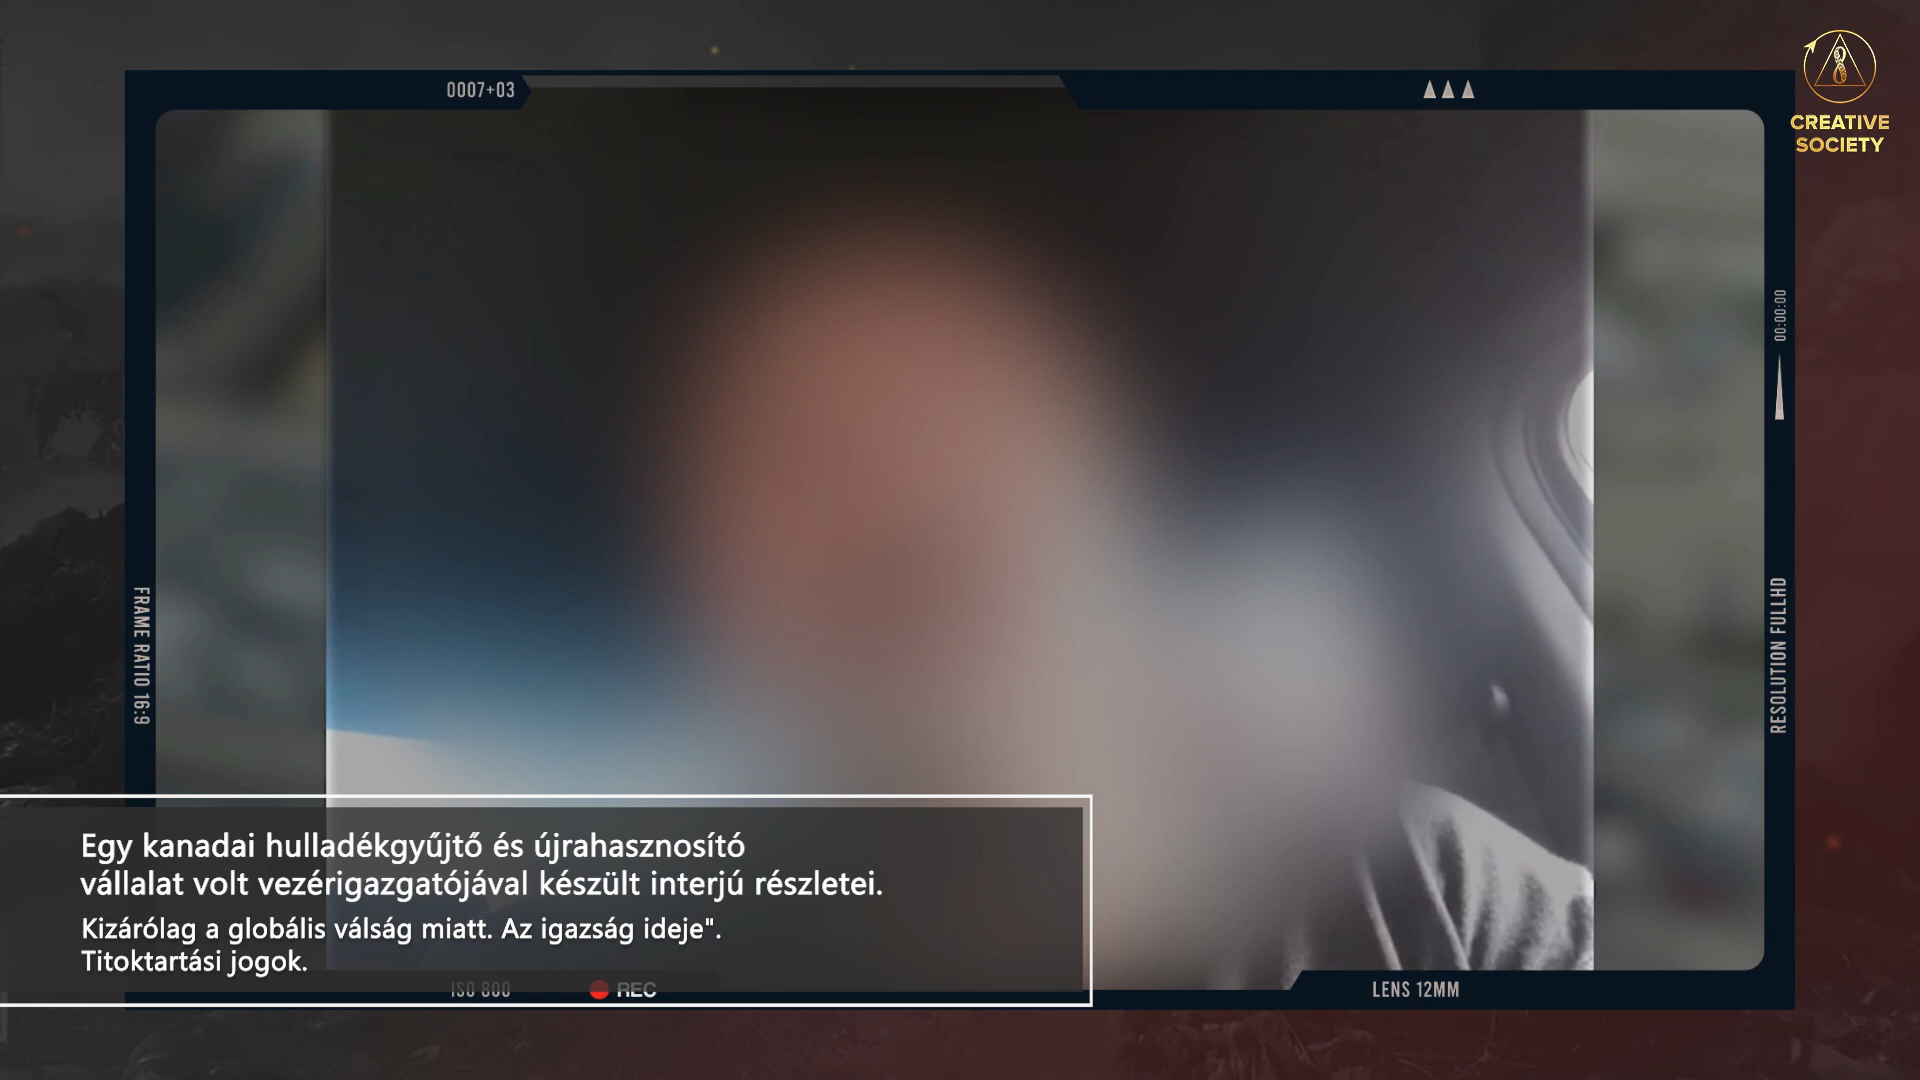 0007+03
CREATIVE
SOCIETY
00:00:00
FRAME RATIO 16:9
RESOLUTION FULLHD
Egy kanadai hulladékgyűjtő és újrahasznosító
vállalat volt vezérigazgatójával készült interjú részletei.
Kizárólag a globális válság miatt. Az igazság ideje".
Titoktartási jogok.
ISO 800
REC
LENS 12MM